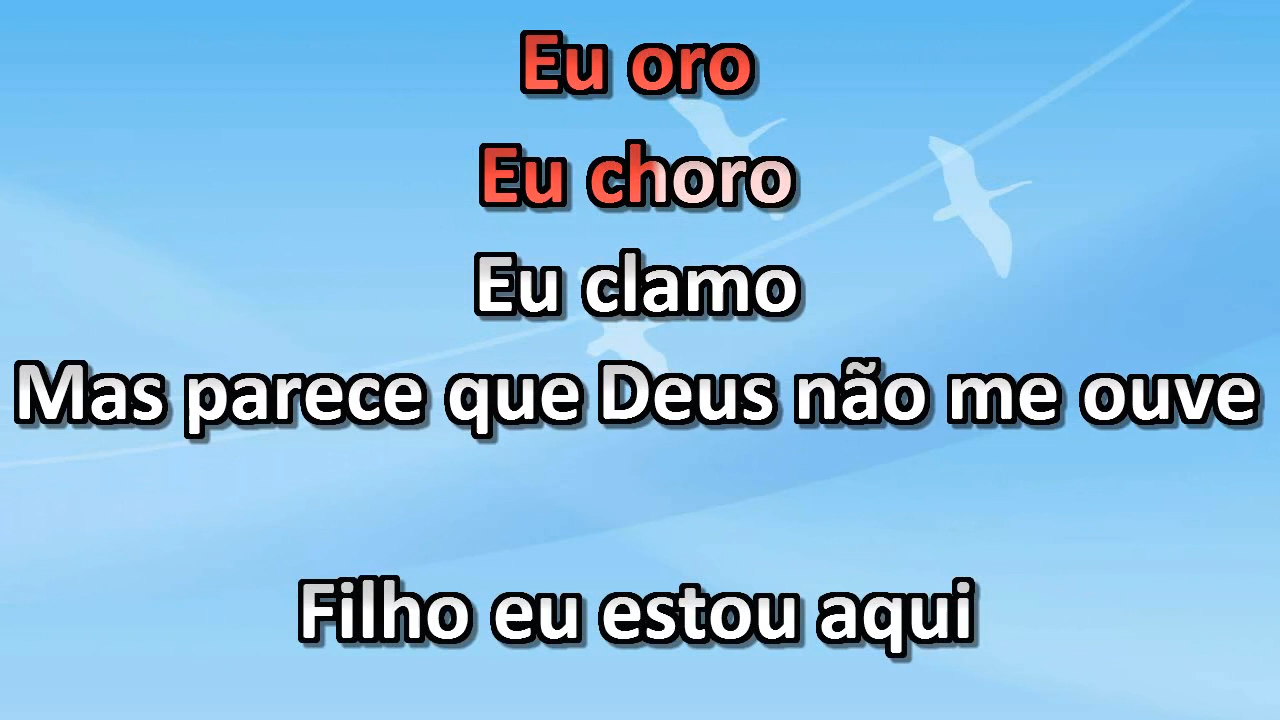 Eu oro
Eu choro
Eu clamo
Mas parece que Deus não me ouve
Filho eu estou aqui